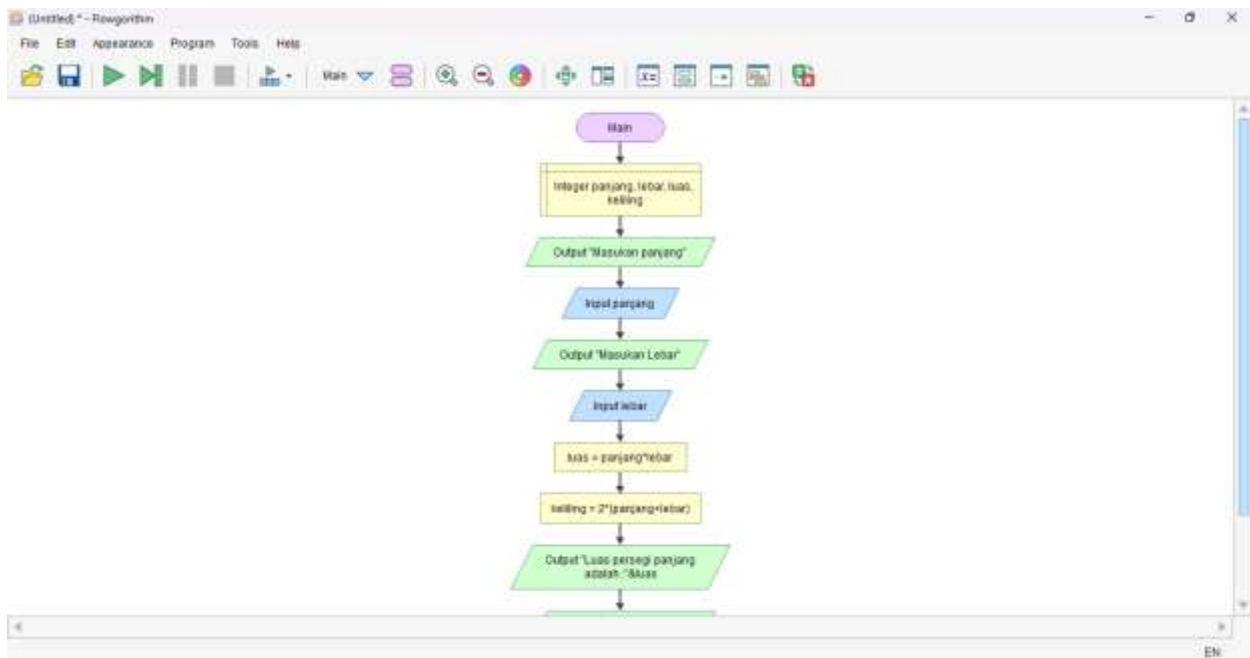 (Untitled) * - Flowgorithm
File Edit Appearance Program Tools Help
Main
Main
Integer panjang, lebar, luas,
keliling
Output "Masukan panjang"
Input panjang
Output "Masukan Lebar"
Input lebar
luas = panjang*lebar
keliling = 2*(panjang+lebar)
Output "Luas persegi panjang
adalah :"&luas
EN